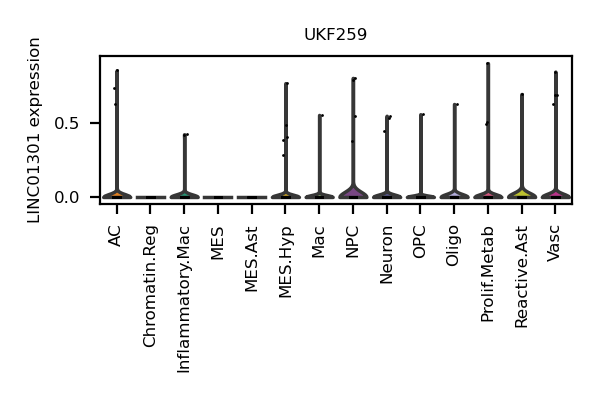 UKF259
LINC01301 expression
0.5
0.0
AC
Chromatin.Reg
Inflammatory.Mac
MES
MES.Ast
MES.Hyp
Mac
NPC
Neuron
OPC
Oligo
Prolif.Metab
Reactive.Ast
Vasc